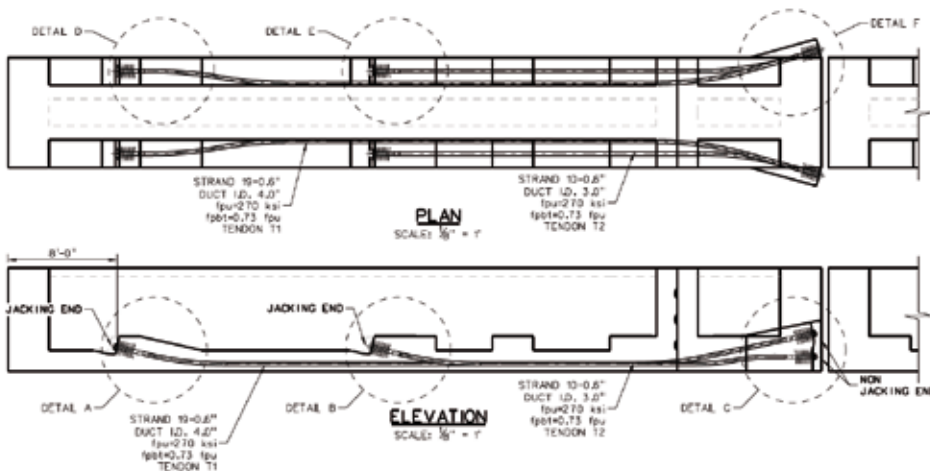 DETAIL D
DETAIL E
DETAIL F
STRAND 19-0.6"
DUCT I.D. 4.0"
fpu=270 ksi
fpbt=0.73 fpu
TENDON T1
STRAND 10-0.6"
DUCT I.D. 3.0"
fpu=270 ksi
fpbt=0.73 fpu
TENDON T2
PLAN
SCALE: ⅛" = 1'
8'-0"
JACKING END
JACKING END
NON
JACKING END
DETAIL A
DETAIL B
DETAIL C
STRAND 19-0.6"
DUCT I.D. 4.0"
fpu=270 ksi
fpbt=0.73 fpu
TENDON T1
STRAND 10-0.6"
DUCT I.D. 3.0"
fpu=270 ksi
fpbt=0.73 fpu
TENDON T2
ELEVATION
SCALE: ⅛" = 1'